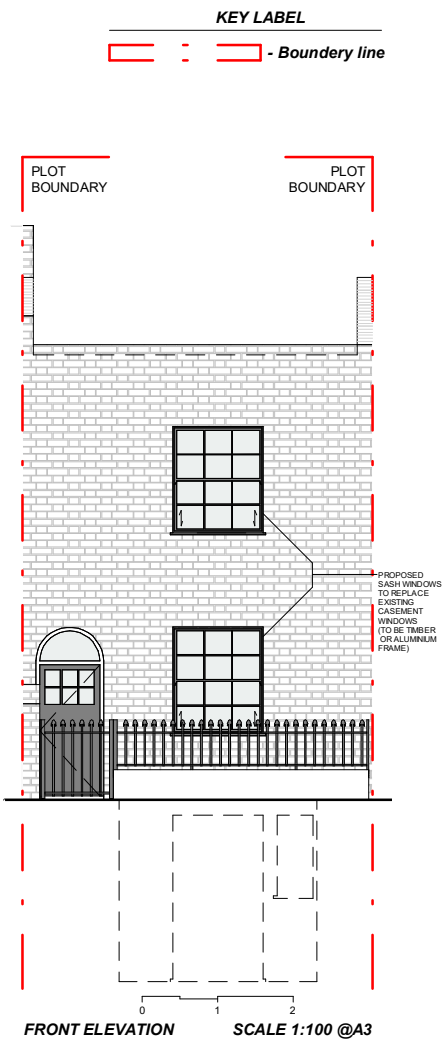 KEY LABEL
- Boundery line
PLOT
BOUNDARY
PLOT
BOUNDARY
PROPOSED
SASH WINDOWS
TO REPLACE
EXISTING
CASEMENT
WINDOWS
(TO BE TIMBER
OR ALUMINIUM
FRAME)
0 1 2
FRONT ELEVATION SCALE 1:100 @A3